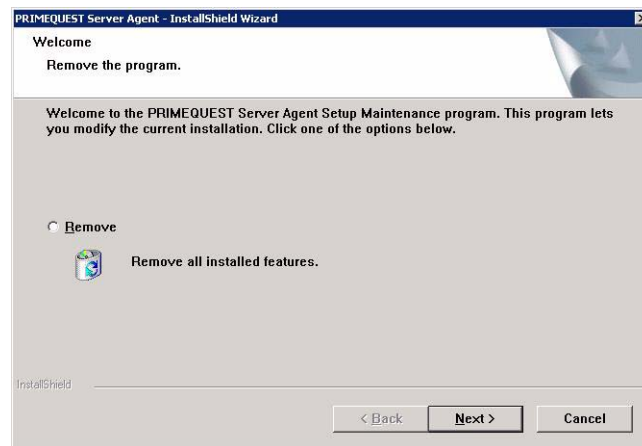 PRIMEQUEST Server Agent - InstallShield Wizard
Welcome
Remove the program.
Welcome to the PRIMEQUEST Server Agent Setup Maintenance program. This program lets
you modify the current installation. Click one of the options below.
Remove
Remove all installed features.
InstallShield
< Back
Next >
Cancel